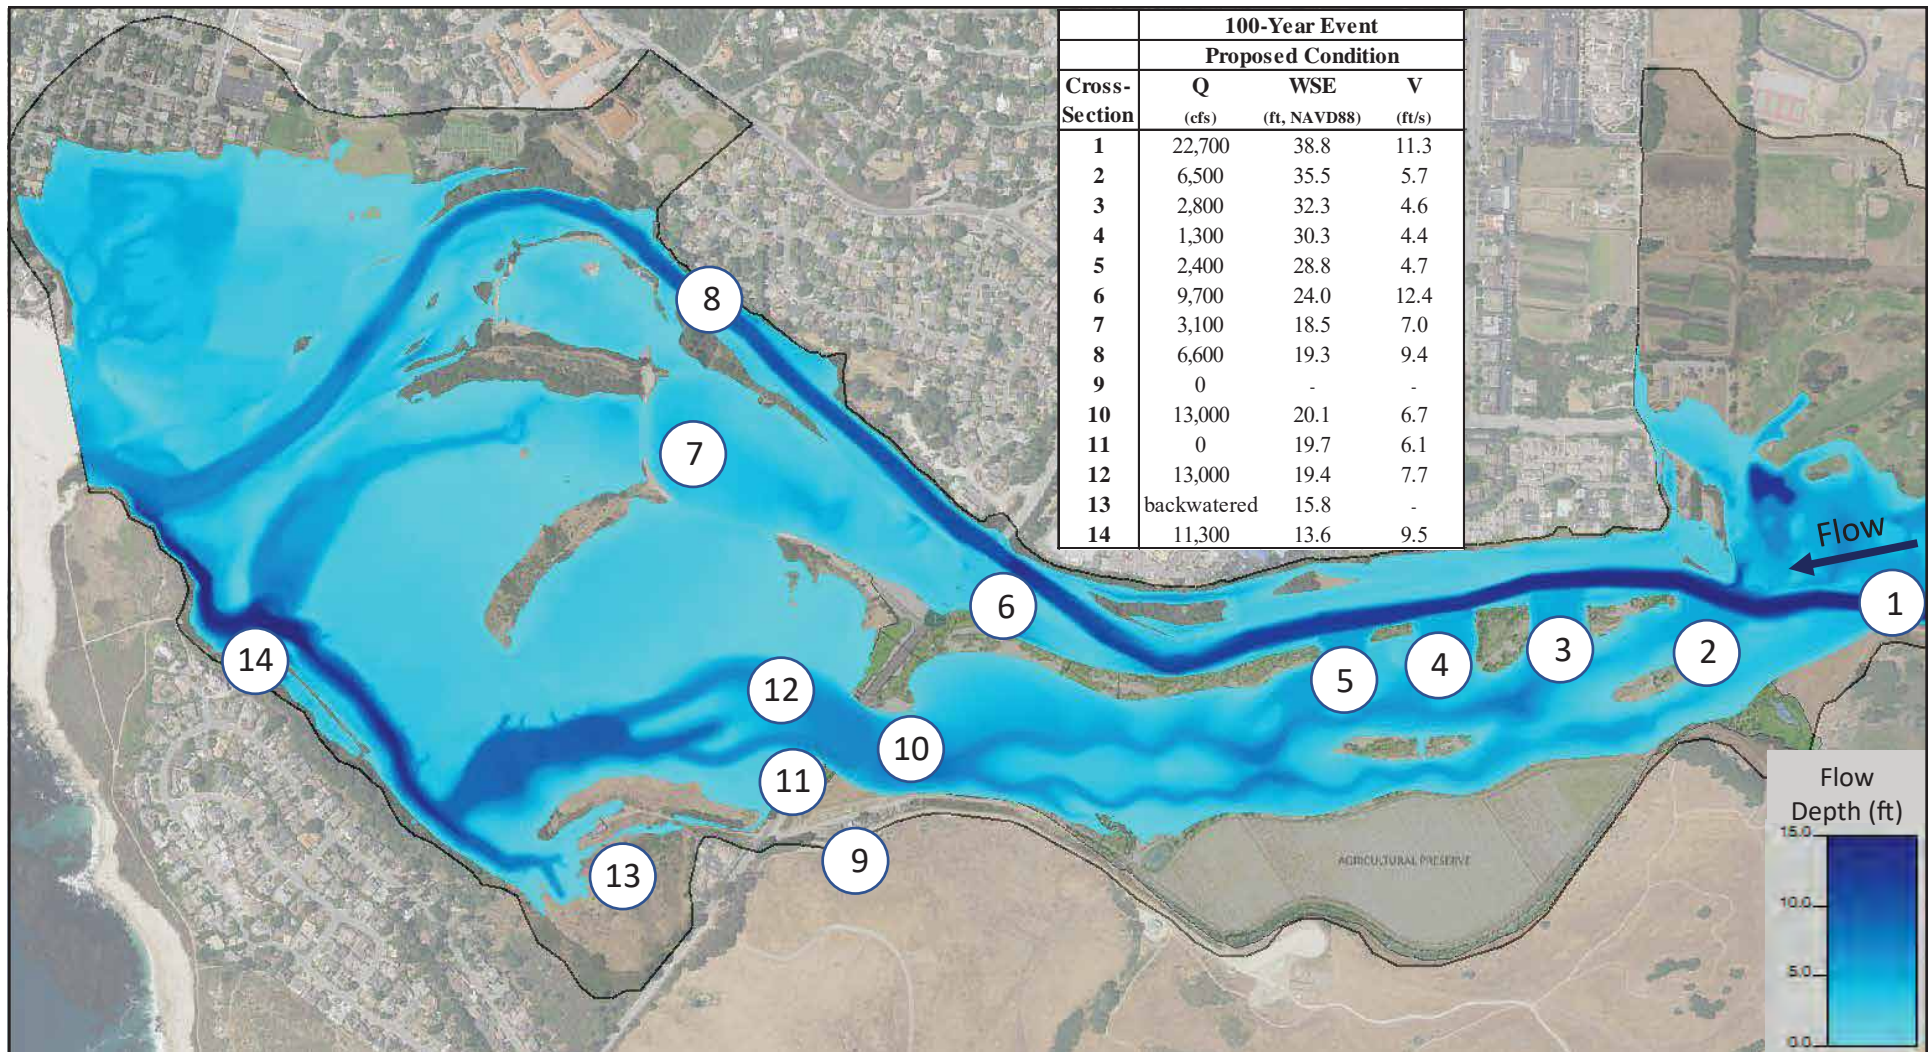 100-Year Event
Proposed Condition
Cross-Section Q (cfs) WSE (ft, NAVD88) V (ft/s)
1 22,700 38.8 11.3
2 6,500 35.5 5.7
3 2,800 32.3 4.6
4 1,300 30.3 4.4
5 2,400 28.8 4.7
6 9,700 24.0 12.4
7 3,100 18.5 7.0
8 6,600 19.3 9.4
9 0 - -
10 13,000 20.1 6.7
11 0 19.7 6.1
12 13,000 19.4 7.7
13 backwatered 15.8 -
14 11,300 13.6 9.5
8
7
Flow
6
1
14
12
5
4
3
2
10
11
9
13
AGRICULTURAL PRESERVE
Flow
Depth (ft)
15.0
10.0
5.0
0.0